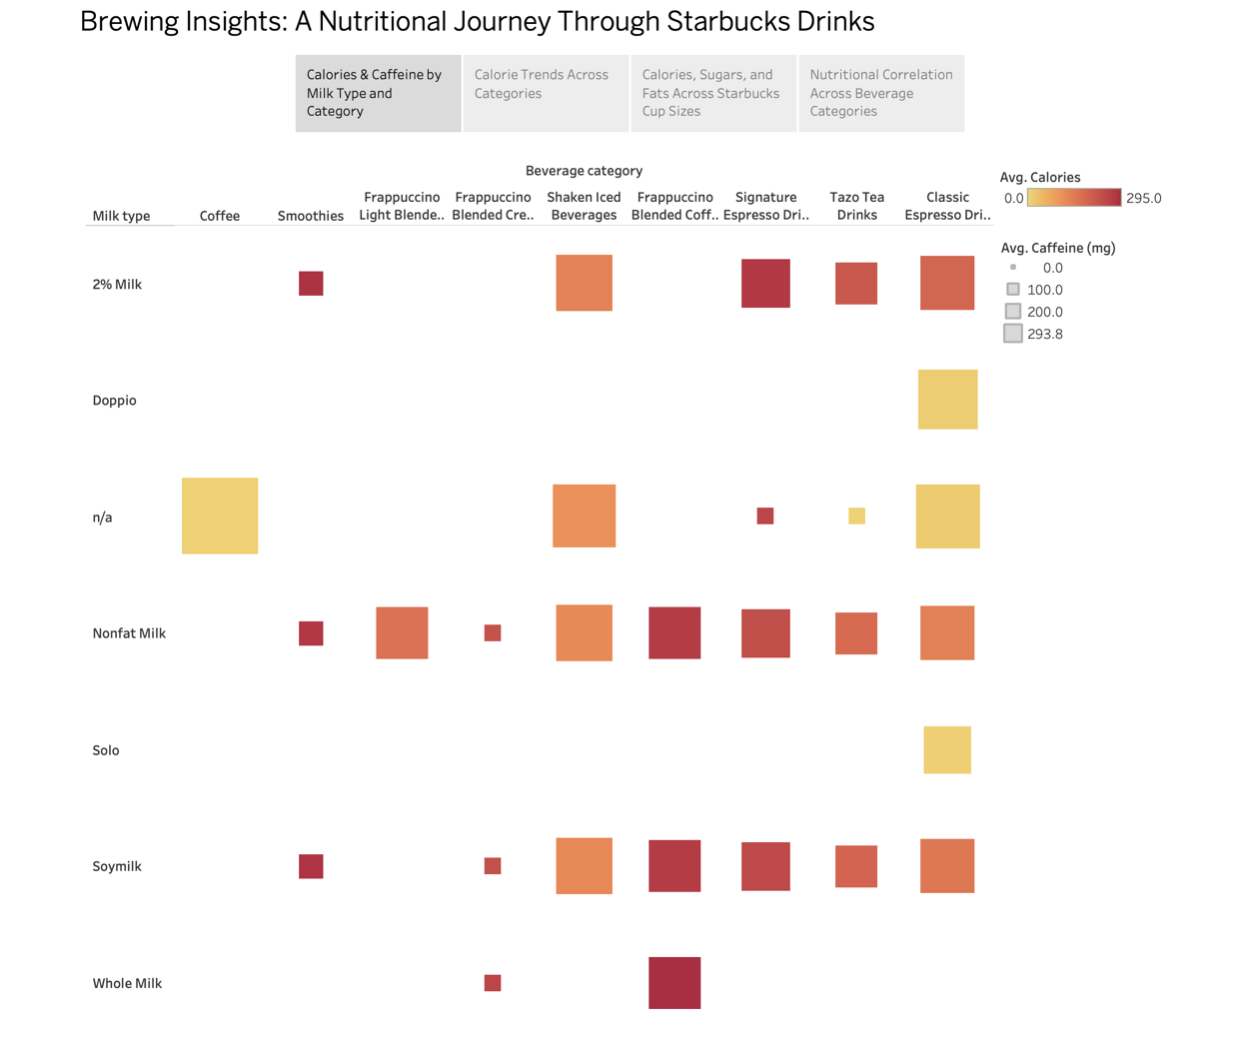 Brewing Insights: A Nutritional Journey Through Starbucks Drinks
Calories & Caffeine by
Milk Type and
Category
Calorie Trends Across
Categories
Calories, Sugars, and
Fats Across Starbucks
Cup Sizes
Nutritional Correlation
Across Beverage
Categories
Beverage category
Milk type
Coffee
Smoothies
Frappuccino
Light Blende..
Frappuccino
Blended Cre..
Shaken Iced
Beverages
Frappuccino
Blended Coff..
Signature
Espresso Dri..
Tazo Tea
Drinks
Classic
Espresso Dri..
Avg. Calories
0.0 295.0
Avg. Caffeine (mg)
0.0
100.0
200.0
293.8
2% Milk
Doppio
n/a
Nonfat Milk
Solo
Soymilk
Whole Milk